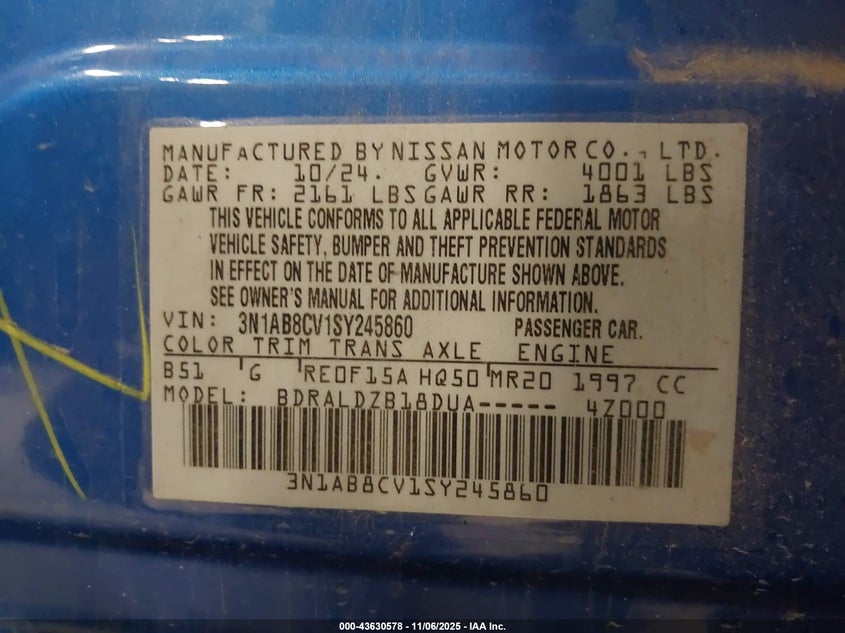 MANUFACTURED BY NISSAN MOTOR CO., LTD.
DATE: 10/24. GVWR: 4001 LBS
GAWR FR: 2161 LBS GAWR RR: 1863 LBS
THIS VEHICLE CONFORMS TO ALL APPLICABLE FEDERAL MOTOR
VEHICLE SAFETY, BUMPER AND THEFT PREVENTION STANDARDS
IN EFFECT ON THE DATE OF MANUFACTURE SHOWN ABOVE.
SEE OWNER'S MANUAL FOR ADDITIONAL INFORMATION.
VIN: 3N1AB8CV1SY245860 PASSENGER CAR.
COLOR TRIM TRANS AXLE ENGINE
B51 G RE0F15A HQ50 MR20 1997 CC
MODEL: BDRALDZB18DUA----- 4Z000
3N1AB8CV1SY245860
000-43630578 - 11/06/2025 - IAA Inc.